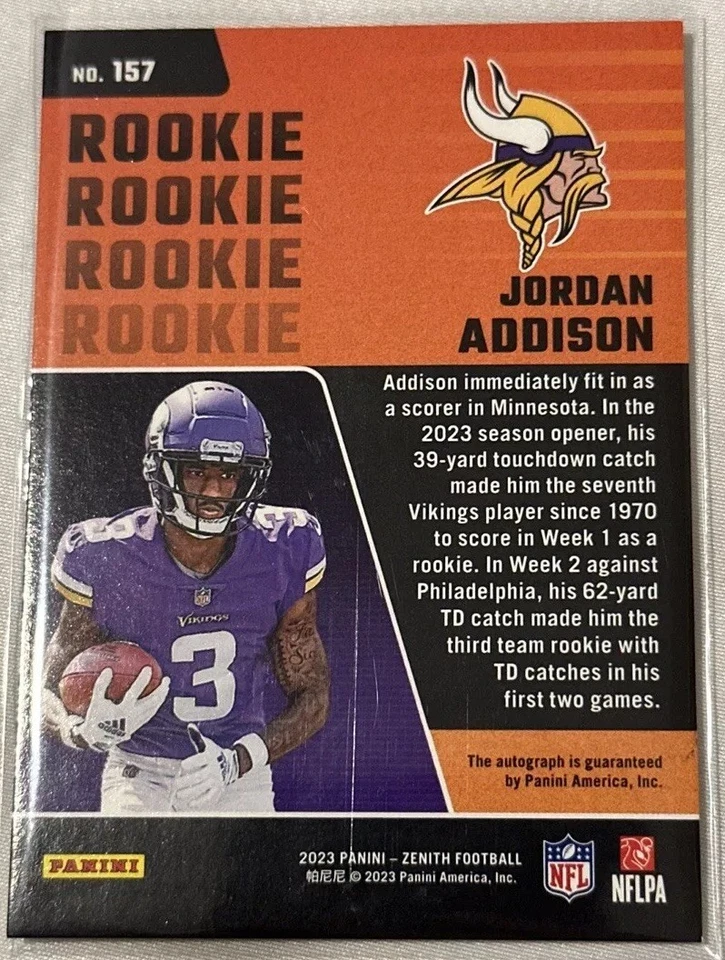 NO. 157
ROOKIE
ROOKIE
ROOKIE
ROOKIE
JORDAN
ADDISON
Addison immediately fit in as
a scorer in Minnesota. In the
2023 season opener, his
39-yard touchdown catch
made him the seventh
Vikings player since 1970
to score in Week 1 as a
rookie. In Week 2 against
Philadelphia, his 62-yard
TD catch made him the
third team rookie with
TD catches in his
first two games.
3
3
NFL
VIKINGS
3
adidas
The autograph is guaranteed
by Panini America, Inc.
PANINI
2023 PANINI – ZENITH FOOTBALL
帕尼尼 © 2023 Panini America, Inc.
NFL
NFLPA